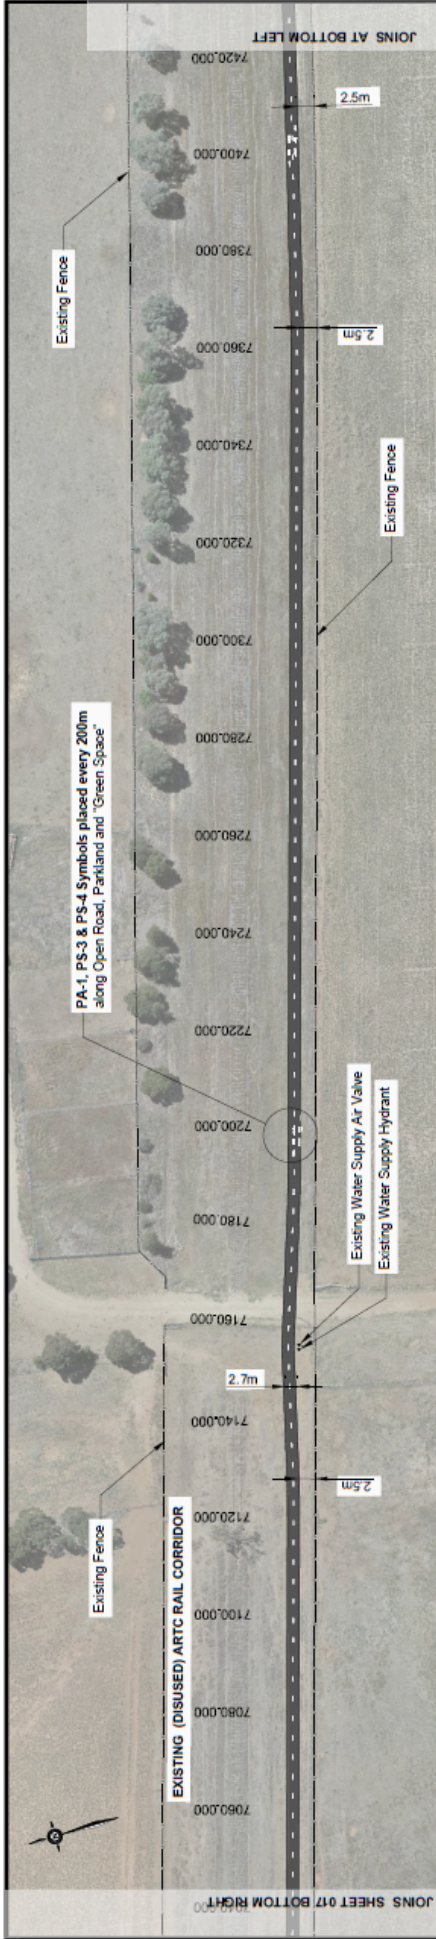 JOINS AT BOTTOM LEFT
7420.000
2.5m
7400.000
Existing Fence
7380.000
7360.000
2.5m
7340.000
Existing Fence
7320.000
7300.000
7280.000
PA-1, PS-3 & PS-4 Symbols placed every 200m
along Open Road, Parkland and "Green Space"
7260.000
7240.000
7220.000
7200.000
Existing Water Supply Air Valve
Existing Water Supply Hydrant
7180.000
7160.000
2.7m
7140.000
2.5m
Existing Fence
7120.000
EXISTING (DISUSED) ARTC RAIL CORRIDOR
7100.000
7080.000
7060.000
7040.000
JOINS SHEET 017 BOTTOM RIGHT